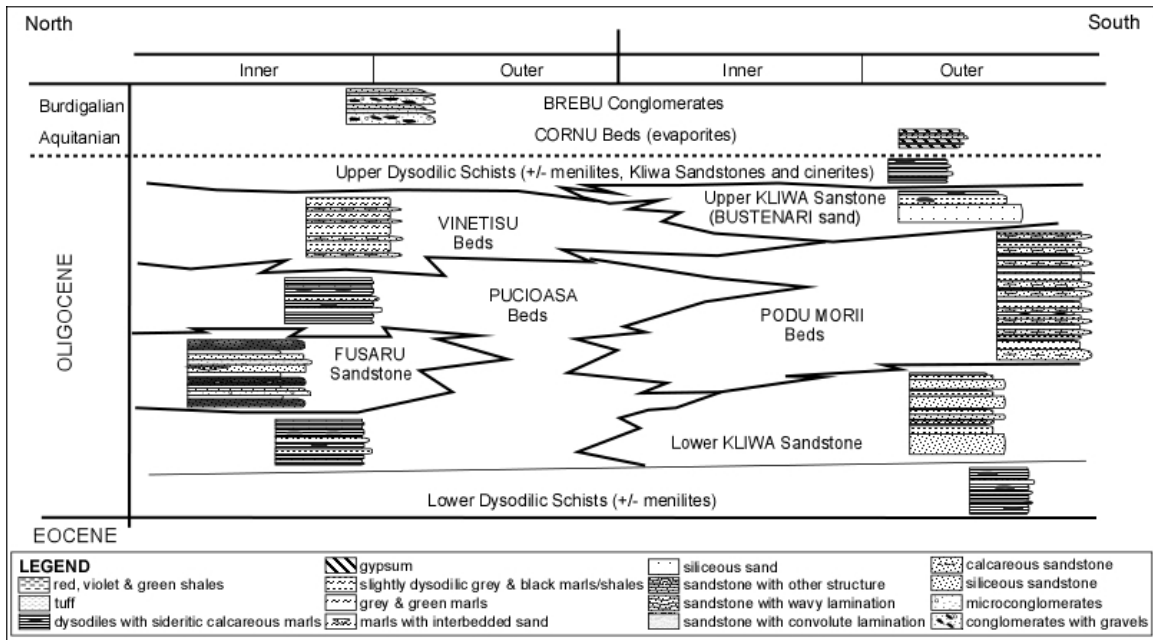 North
South
Inner
Outer
Inner
Outer
Burdigalian
BREBU Conglomerates
Aquitanian
CORNU Beds (evaporites)
Upper Dysodilic Schists (+/- menilites, Kliwa Sandstones and cinerites)
Upper KLIWA Sanstone
(BUSTENARI sand)
VINETISU
Beds
OLIGOCENE
PUCIOASA
Beds
PODU MORII
Beds
FUSARU
Sandstone
Lower KLIWA Sandstone
Lower Dysodilic Schists (+/- menilites)
EOCENE
LEGEND
red, violet & green shales
tuff
dysodiles with sideritic calcareous marls
gypsum
slightly dysodilic grey & black marls/shales
grey & green marls
marls with interbedded sand
siliceous sand
sandstone with other structure
sandstone with wavy lamination
sandstone with convolute lamination
calcareous sandstone
siliceous sandstone
microconglomerates
conglomerates with gravels